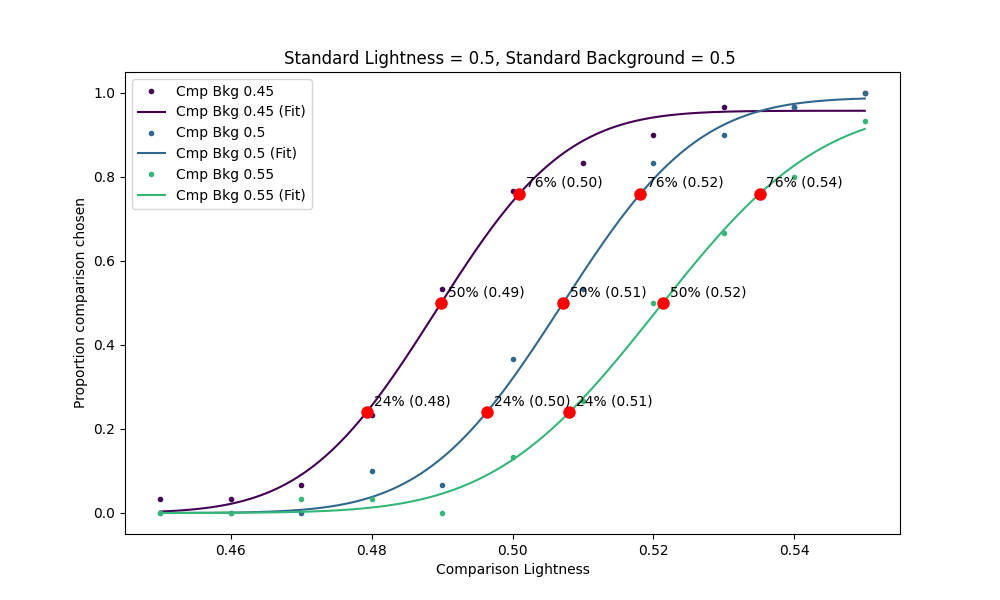 Standard Lightness = 0.5, Standard Background = 0.5
Cmp Bkg 0.45
Cmp Bkg 0.45 (Fit)
Cmp Bkg 0.5
Cmp Bkg 0.5 (Fit)
Cmp Bkg 0.55
Cmp Bkg 0.55 (Fit)
Proportion comparison chosen
1.0
0.8
0.6
0.4
0.2
0.0
76% (0.50)
76% (0.52)
76% (0.54)
50% (0.49)
50% (0.51)
50% (0.52)
24% (0.48)
24% (0.50)
24% (0.51)
0.46
0.48
0.50
0.52
0.54
Comparison Lightness